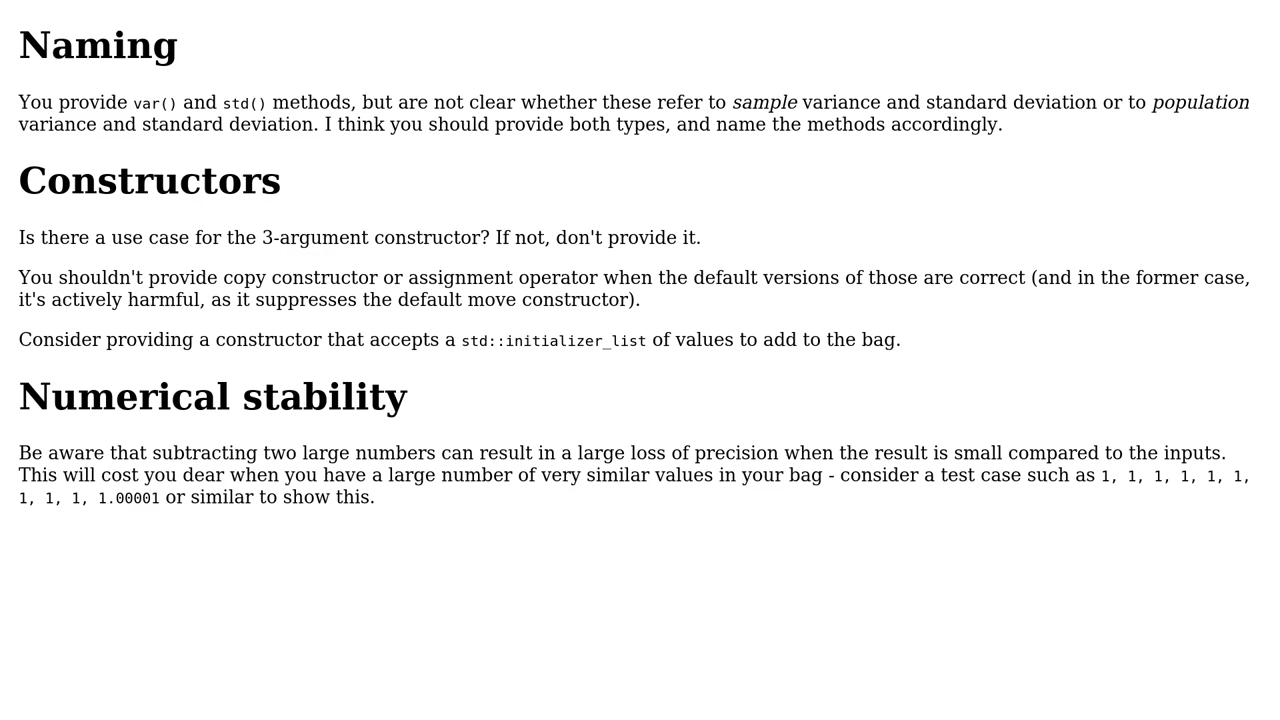 Naming
You provide var() and std() methods, but are not clear whether these refer to sample variance and standard deviation or to population
variance and standard deviation. I think you should provide both types, and name the methods accordingly.
Constructors
Is there a use case for the 3-argument constructor? If not, don't provide it.
You shouldn't provide copy constructor or assignment operator when the default versions of those are correct (and in the former case,
it's actively harmful, as it suppresses the default move constructor).
Consider providing a constructor that accepts a std::initializer_list of values to add to the bag.
Numerical stability
Be aware that subtracting two large numbers can result in a large loss of precision when the result is small compared to the inputs.
This will cost you dear when you have a large number of very similar values in your bag - consider a test case such as 1, 1, 1, 1, 1, 1,
1, 1, 1, 1.00001 or similar to show this.